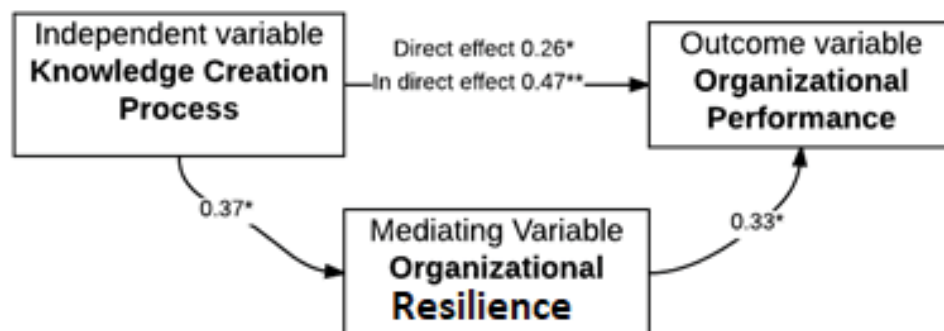 Independent variable
Knowledge Creation
Process
Direct effect 0.26*
In direct effect 0.47**
Outcome variable
Organizational
Performance
0.37*
Mediating Variable
Organizational
Resilience
0.33*